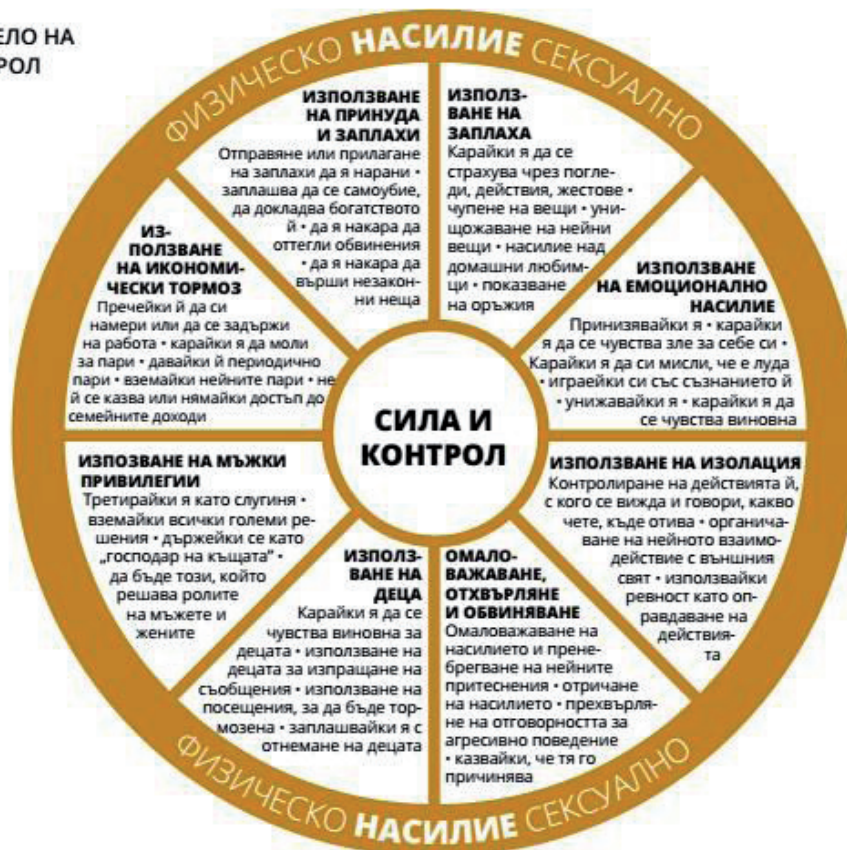 ЕЛО НА
РОЛ
ФИЗИЧЕСКО НАСИЛИЕ СЕКСУАЛНО
ИЗПОЛЗВАНЕ
НА ПРИНУДА
И ЗАПЛАХИ
Отправяне или прилагане
на заплахи да я нарани •
заплашва да се самоубие,
да докладва богатството
й • да я накара да
оттегли обвинения
• да я накара да
върши незакон-
ни неща
ИЗПОЛЗ-
ВАНЕ НА
ЗАПЛАХА
Карайки я да се
страхува чрез погле-
ди, действия, жестове •
чупене на вещи • уни-
щожаване на нейни
вещи • насилие над
домашни любим-
ци • показване
на оръжия
ИЗПОЛЗВАНЕ
НА ЕМОЦИОНАЛНО
НАСИЛИЕ
Принизявайки я • карайки
я да се чувства зле за себе си •
Карайки я да си мисли, че е луда
• играейки си със съзнанието й
• унижавайки я • карайки я да
се чувства виновна
ИЗПОЛЗВАНЕ НА ИЗОЛАЦИЯ
Контролиране на действията й,
с кого се вижда и говори, какво
чете, къде отива • органича-
ване на нейното взаимо-
действие с външния
свят • използвайки
ревност като оп-
равдаване на
действия-
та
ОМАЛО-
ВАЖАВАНЕ,
ОТХВЪРЛЯНЕ
И ОБВИНЯВАНЕ
Омаловажаване на
насилието и прене-
брегване на нейните
притеснения • отричане
на насилието • прехвърля-
не на отговорността за
агресивно поведение
• казвайки, че тя го
причинява
ИЗПОЛЗ-
ВАНЕ НА
ДЕЦА
Карайки я да се
чувства виновна за
децата • използване на
децата за изпращане на
съобщения • използване на
посещения, за да бъде тор-
мозена • заплашвайки я с
отнемане на децата
ИЗПОЗВАНЕ НА МЪЖКИ
ПРИВИЛЕГИИ
Третирайки я като слугиня •
вземайки всички големи ре-
шения • държейки се като
„господар на къщата" •
да бъде този, който
решава ролите
на мъжете и
жените
ИЗ-
ПОЛЗВАНЕ
НА ИКОНОМИ-
ЧЕСКИ ТОРМОЗ
Пречейки й да си
намери или да се задържи
на работа • карайки я да моли
за пари • давайки й периодично
пари • вземайки нейните пари • не
й се казва или нямайки достъп до
семейните доходи
СИЛА И
КОНТРОЛ
ФИЗИЧЕСКО НАСИЛИЕ СЕКСУАЛНО